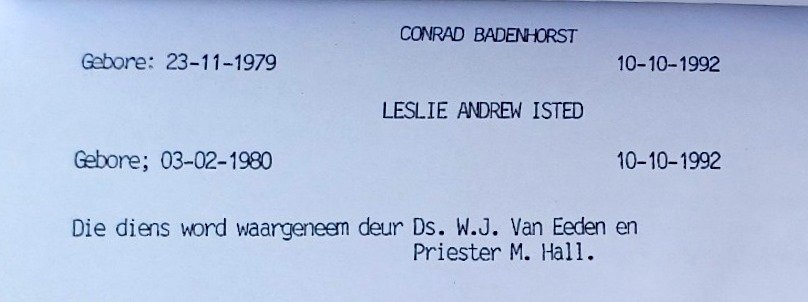 CONRAD BADENHORST
Gebore: 23-11-1979 10-10-1992
LESLIE ANDREW ISTED
Gebore; 03-02-1980 10-10-1992
Die diens word waargeneem deur Ds. W.J. Van Eeden en
Priester M. Hall.